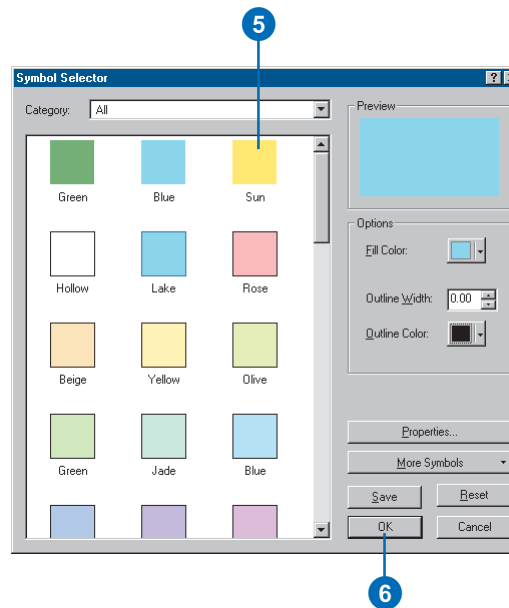 5
Symbol Selector
?
Category: All
Preview
Green Blue Sun
Options
Fill Color:
Hollow Lake Rose
Outline Width: 0.00
Outline Color:
Beige Yellow Olive
Green Jade Blue
Properties...
More Symbols
Save Reset
OK Cancel
6